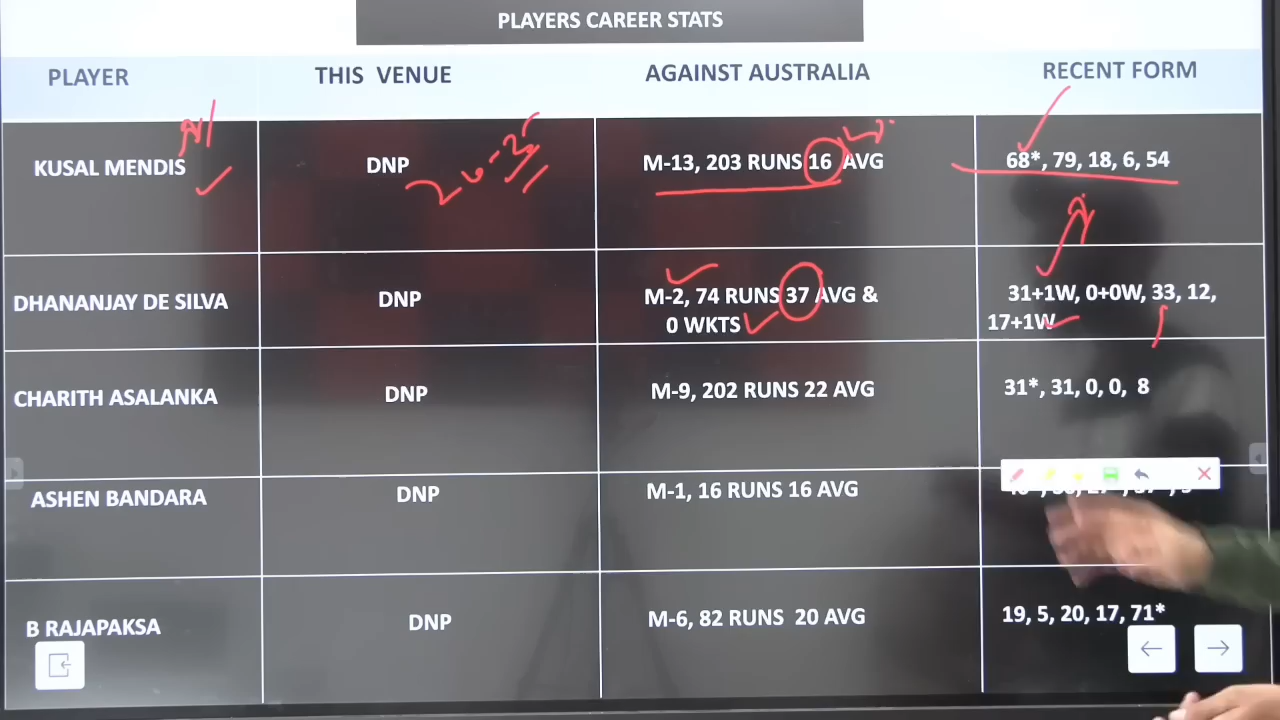 PLAYERS CAREER STATS
PLAYER THIS VENUE AGAINST AUSTRALIA RECENT FORM
KUSAL MENDIS DNP M-13, 203 RUNS 16 AVG 68*, 79, 18, 6, 54
DHANANJAY DE SILVA DNP M-2, 74 RUNS 37 AVG & 31+1W, 0+0W, 33, 12,
0 WKTS 17+1W
CHARITH ASALANKA DNP M-9, 202 RUNS 22 AVG 31*, 31, 0, 0, 8
ASHEN BANDARA DNP M-1, 16 RUNS 16 AVG
B RAJAPAKSA DNP M-6, 82 RUNS 20 AVG 19, 5, 20, 17, 71*